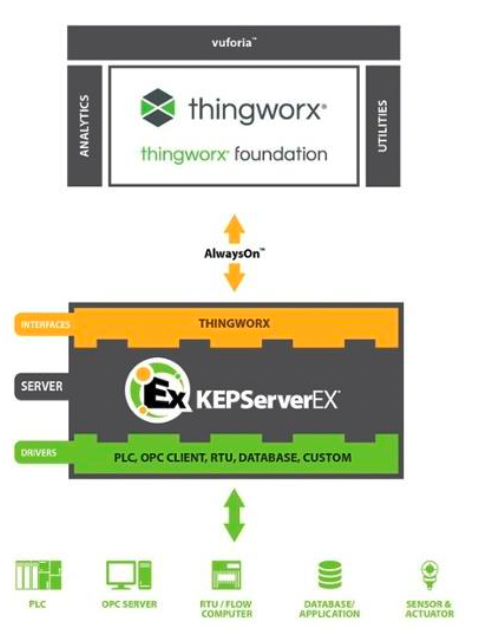 vuforia™
ANALYTICS
thingworx®
thingworx® foundation
UTILITIES
AlwaysOn™
INTERFACES
THINGWORX
SERVER
Ex KEPServerEX®
DRIVERS
PLC, OPC CLIENT, RTU, DATABASE, CUSTOM
PLC
OPC SERVER
RTU / FLOW
COMPUTER
DATABASE/
APPLICATION
SENSOR &
ACTUATOR